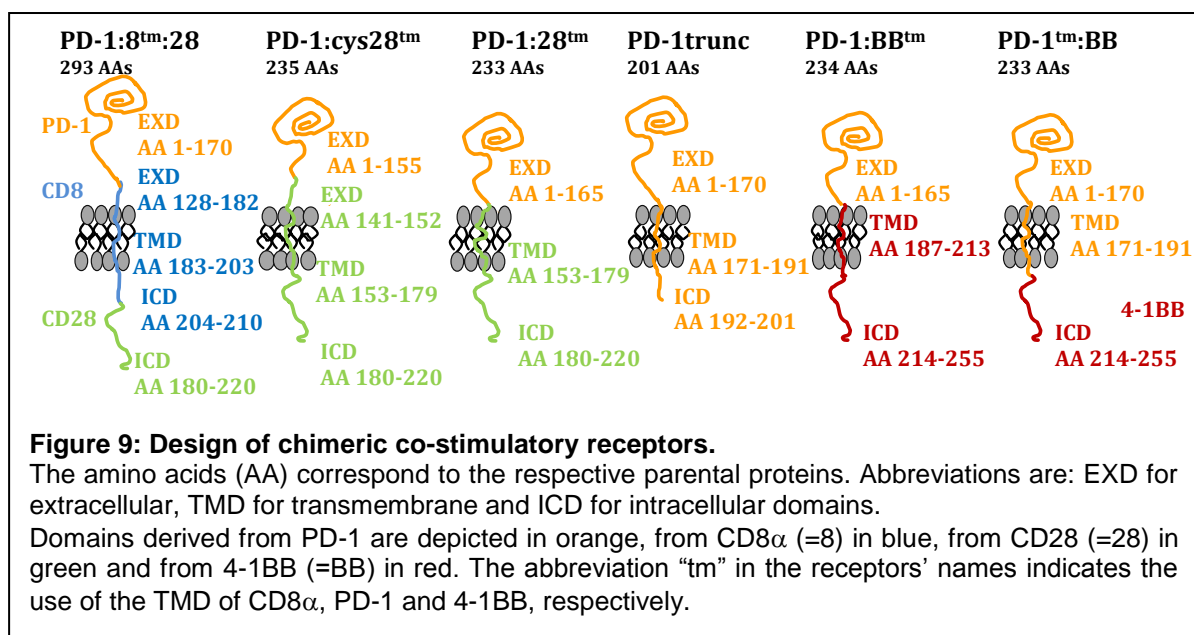 PD-1:8ᵗᵐ:28
293 AAs
PD-1
EXD
AA 1-170
CD8
EXD
AA 128-182
TMD
AA 183-203
ICD
AA 204-210
CD28
ICD
AA 180-220
PD-1:cys28ᵗᵐ
235 AAs
EXD
AA 1-155
EXD
AA 141-152
TMD
AA 153-179
ICD
AA 180-220
PD-1:28ᵗᵐ
233 AAs
EXD
AA 1-165
TMD
AA 153-179
ICD
AA 180-220
PD-1trunc
201 AAs
EXD
AA 1-170
TMD
AA 171-191
ICD
AA 192-201
PD-1:BBᵗᵐ
234 AAs
EXD
AA 1-165
TMD
AA 187-213
ICD
AA 214-255
PD-1ᵗᵐ:BB
233 AAs
EXD
AA 1-170
TMD
AA 171-191
4-1BB
ICD
AA 214-255
Figure 9: Design of chimeric co-stimulatory receptors.
The amino acids (AA) correspond to the respective parental proteins. Abbreviations are: EXD for
extracellular, TMD for transmembrane and ICD for intracellular domains.
Domains derived from PD-1 are depicted in orange, from CD8α (=8) in blue, from CD28 (=28) in
green and from 4-1BB (=BB) in red. The abbreviation “tm” in the receptors’ names indicates the
use of the TMD of CD8α, PD-1 and 4-1BB, respectively.